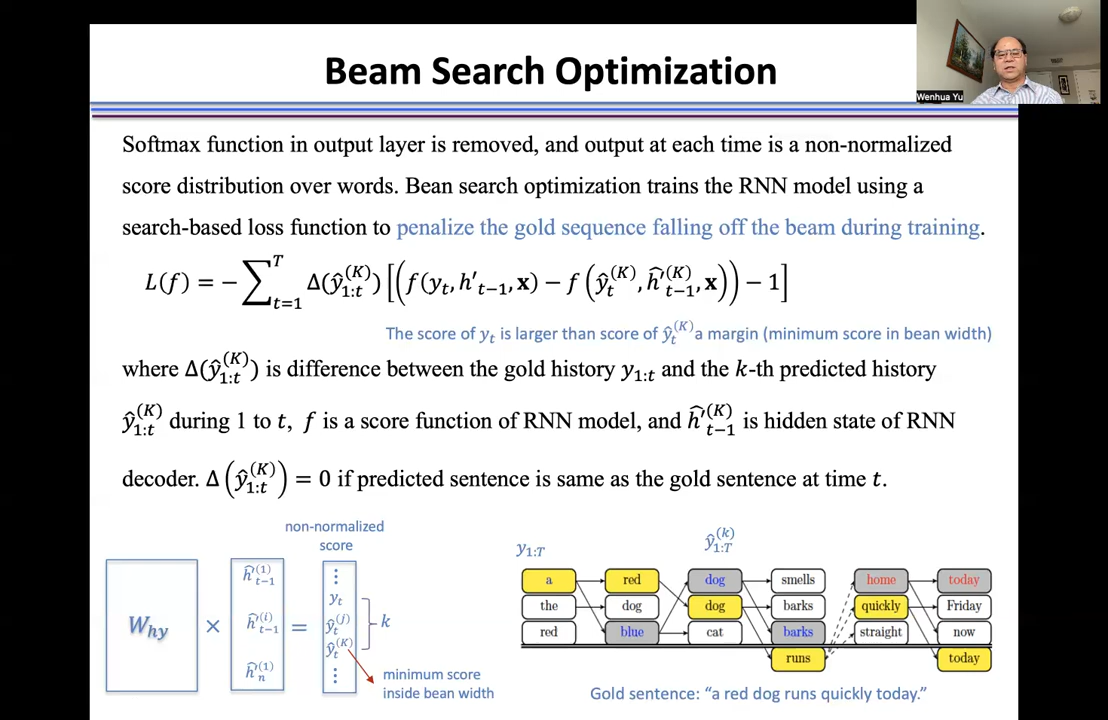 Beam Search Optimization
Wenhua Yu
Softmax function in output layer is removed, and output at each time is a non-normalized
score distribution over words. Bean search optimization trains the RNN model using a
search-based loss function to penalize the gold sequence falling off the beam during training.
L(f) = −∑_{t=1}^{T} Δ(ŷ_{1:t}^{(K)}) [(f(y_t, h′_{t−1}, x) − f(ŷ_t^{(K)}, ĥ′_{t−1}^{(K)}, x)) − 1]
The score of y_t is larger than score of ŷ_t^{(K)} a margin (minimum score in bean width)
where Δ(ŷ_{1:t}^{(K)}) is difference between the gold history y_{1:t} and the k-th predicted history
ŷ_{1:t}^{(K)} during 1 to t, f is a score function of RNN model, and ĥ′_{t−1}^{(K)} is hidden state of RNN
decoder. Δ(ŷ_{1:t}^{(K)}) = 0 if predicted sentence is same as the gold sentence at time t.
non-normalized
score
W_{hy} × ĥ_{t−1}^{(1)} ĥ_{t−1}^{(i)} ĥ_n^{(1)} =
⋮
y_t
ŷ_t^{(j)}
ŷ_t^{(K)}
⋮
k
minimum score
inside bean width
y_{1:T}
ŷ_{1:T}^{(k)}
a red dog smells home today
the dog dog barks quickly Friday
red blue cat barks straight now
runs today
Gold sentence: “a red dog runs quickly today.”